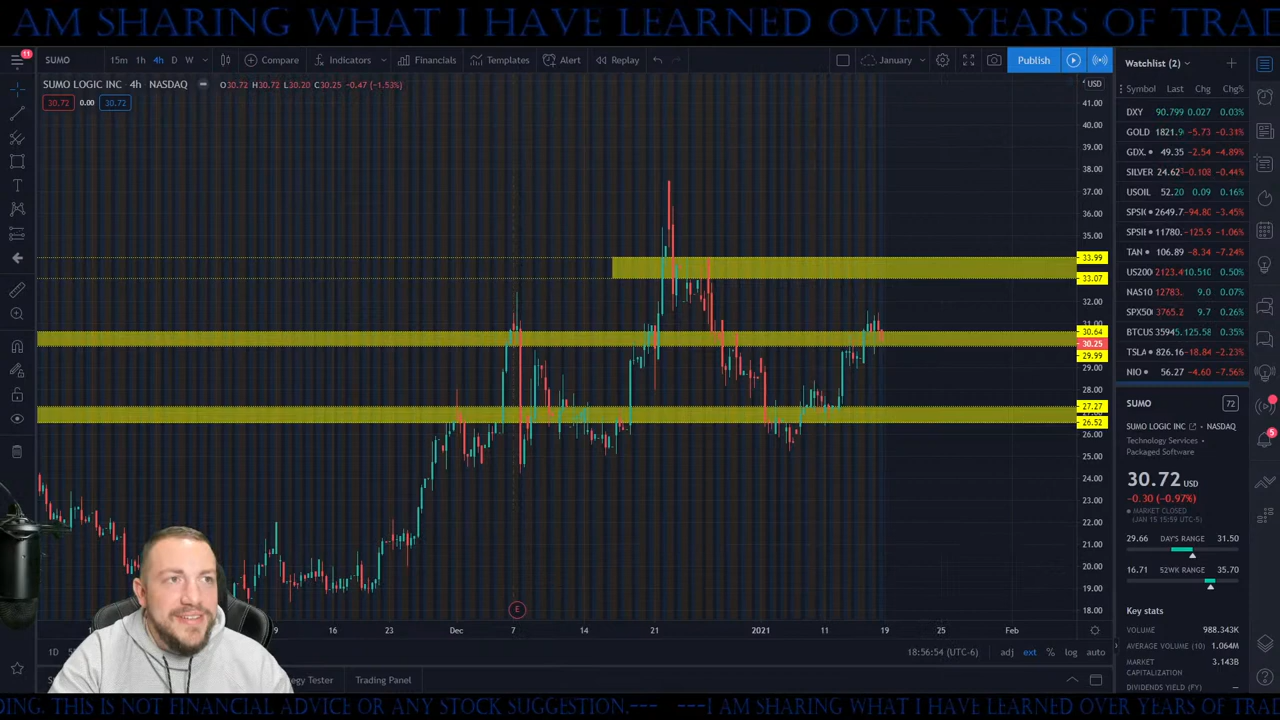 AM SHARING WHAT I HAVE LEARNED OVER YEARS OF TRAD
11
SUMO 15m 1h 4h D W Compare Indicators Financials Templates Alert Replay January Publish Watchlist (2)
SUMO LOGIC INC 4h NASDAQ O30.72 H30.72 L30.20 C30.25 -0.47 (-1.53%) USD
30.72 0.00 30.72
Symbol Last Chg Chg%
DXY 90.799 0.027 0.03%
GOLD 1821.9 -5.73 -0.31%
GDX 49.35 -2.54 -4.89%
SILVER 24.62 -0.108 -0.44%
USOIL 52.20 0.09 0.16%
SPSI 2649.7 -94.80 -3.45%
SPSI 11780. -125.9 -1.06%
TAN 106.89 -8.34 -7.24%
US200 2123.4 10.510 0.50%
NAS10 12783. 9.0 0.07%
SPX50 3765.2 9.7 0.26%
BTCUS 3594 125.58 0.35%
TSLA 826.16 -18.84 -2.23%
NIO 56.27 -4.60 -7.56%
41.00
40.00
39.00
38.00
37.00
36.00
35.00
33.99
33.07
32.00
31.00
30.64
30.25
29.99
29.00
28.00
27.27
26.52
26.00
25.00
24.00
23.00
22.00
21.00
20.00
19.00
18.00
SUMO 72
SUMO LOGIC INC NASDAQ
Technology Services •
Packaged Software
30.72 USD
-0.30 (-0.97%)
MARKET CLOSED
(JAN 15 15:59 UTC-5)
29.66 DAY'S RANGE 31.50
16.71 52WK RANGE 35.70
Key stats
VOLUME 988.343K
AVERAGE VOLUME (10) 1.064M
MARKET
CAPITALIZATION 3.143B
DIVIDENDS YIELD (FY) —
5
E
9 16 23 Dec 7 14 21 2021 11 19 25 Feb
1D 18:56:54 (UTC-6) adj ext % log auto
Tester Trading Panel
DING. THIS IS NOT FINANCIAL ADVICE OR ANY STOCK SUGGESTION.--- ---I AM SHARING WHAT I HAVE LEARNED OVER YEARS OF